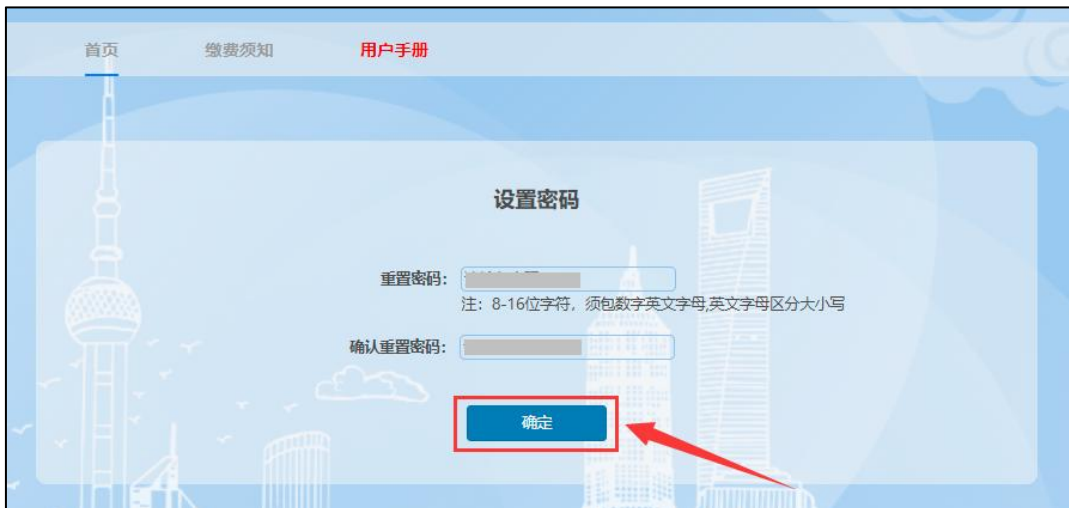 首页 缴费须知 用户手册
设置密码
重置密码：
注：8-16位字符，须包数字英文字母,英文字母区分大小写
确认重置密码：
确定